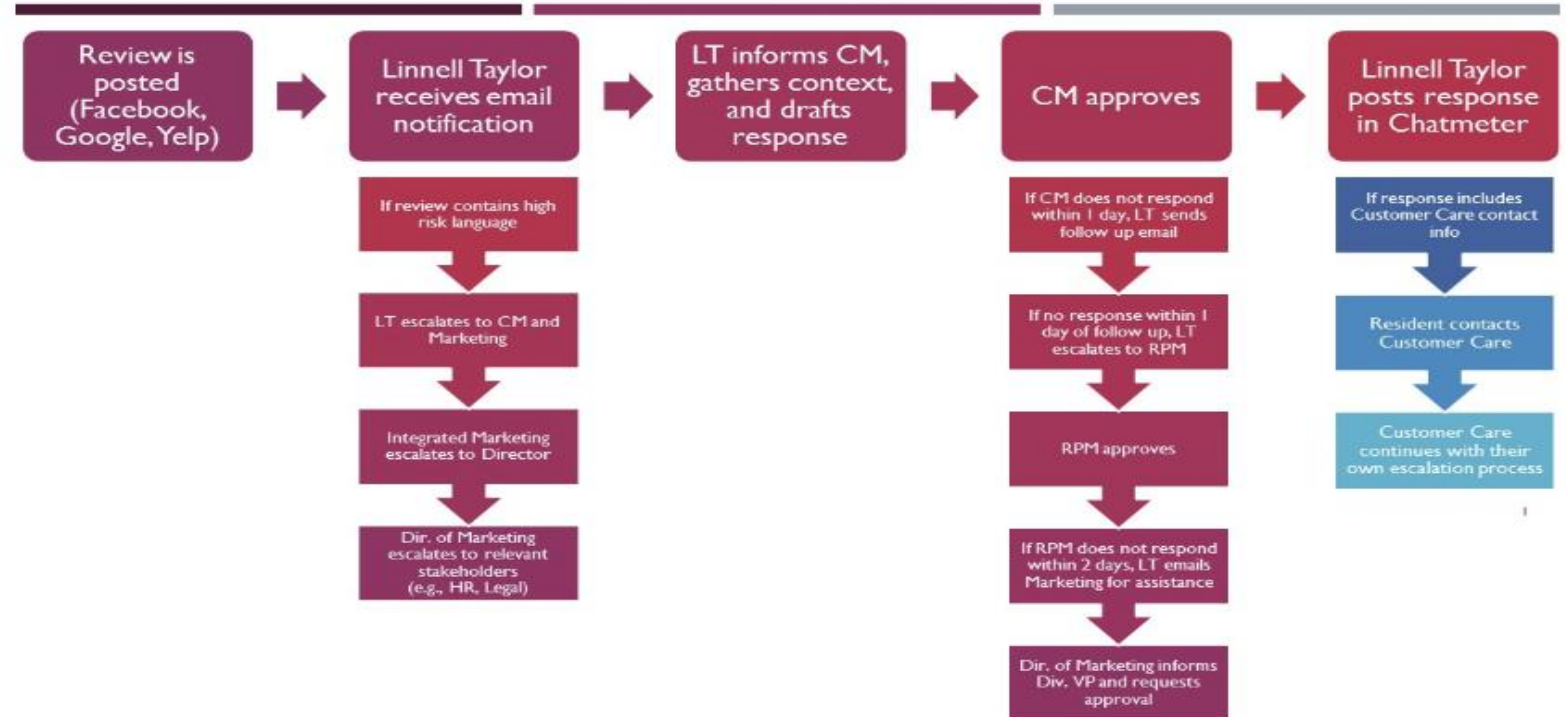 Review is
posted
(Facebook,
Google, Yelp)
Linnell Taylor
receives email
notification
LT informs CM,
gathers context,
and drafts
response
CM approves
Linnell Taylor
posts response
in Chatmeter
If review contains high
risk language
LT escalates to CM and
Marketing
Integrated Marketing
escalates to Director
Dir. of Marketing
escalates to relevant
stakeholders
(e.g., HR, Legal)
If CM does not respond
within 1 day, LT sends
follow up email
If no response within 1
day of follow up, LT
escalates to RPM
RPM approves
If RPM does not respond
within 2 days, LT emails
Marketing for assistance
Dir. of Marketing informs
Div. VP and requests
approval
If response includes
Customer Care contact
info
Resident contacts
Customer Care
Customer Care
continues with their
own escalation process
1